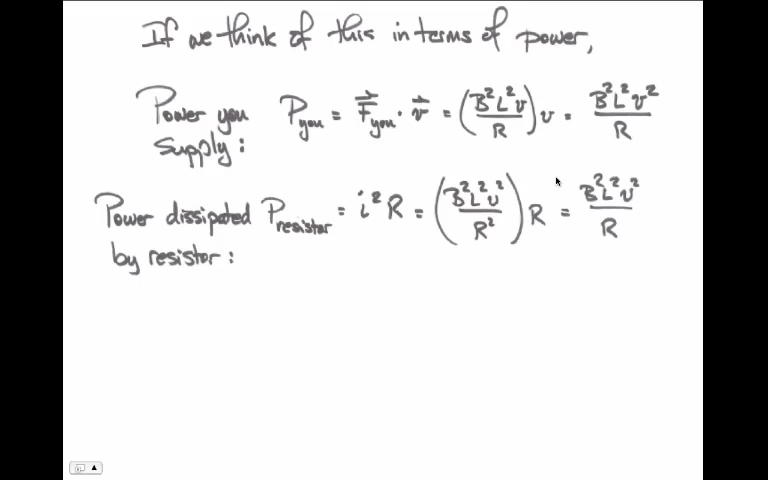 If we think of this in terms of power,
Power you supply: P_you = F⃗_you · v⃗ = (B²L²v/R) v = B²L²v²/R
Power dissipated by resistor: P_resistor = i²R = (B²L²v²/R²) R = B²L²v²/R